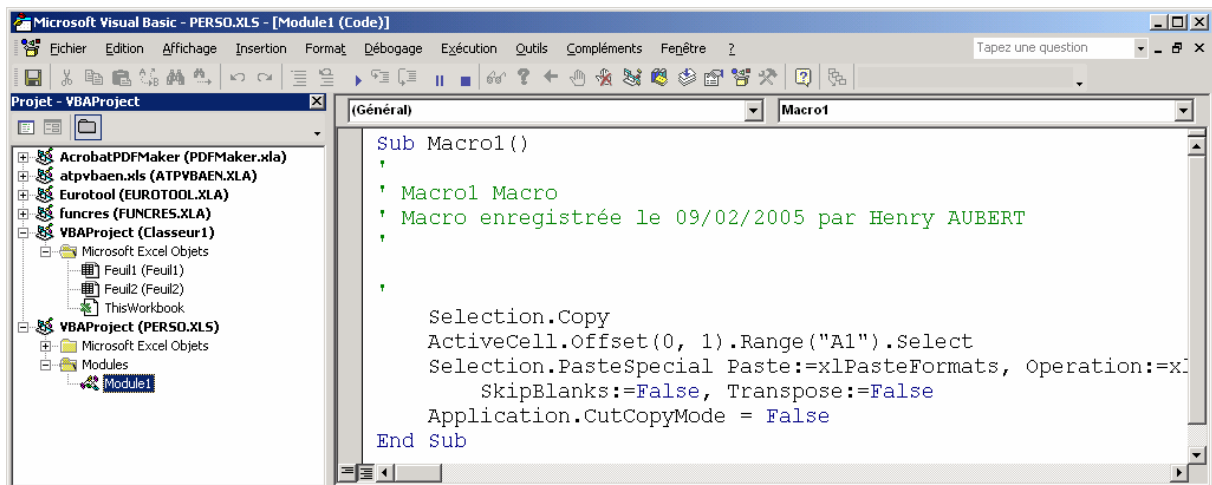 Microsoft Visual Basic - PERSO.XLS - [Module1 (Code)]
Fichier Edition Affichage Insertion Format Débogage Exécution Outils Compléments Fenêtre ? Tapez une question
Projet - VBAProject
AcrobatPDFMaker (PDFMaker.xla)
atpvbaen.xls (ATPVBAEN.XLA)
Eurotool (EUROTOOL.XLA)
funcres (FUNCRES.XLA)
VBAProject (Classeur1)
Microsoft Excel Objets
Feuil1 (Feuil1)
Feuil2 (Feuil2)
ThisWorkbook
VBAProject (PERSO.XLS)
Microsoft Excel Objets
Modules
Module1
(Général) Macro1
Sub Macro1()
'
' Macro1 Macro
' Macro enregistrée le 09/02/2005 par Henry AUBERT
'
'
Selection.Copy
ActiveCell.Offset(0, 1).Range("A1").Select
Selection.PasteSpecial Paste:=xlPasteFormats, Operation:=xl
SkipBlanks:=False, Transpose:=False
Application.CutCopyMode = False
End Sub